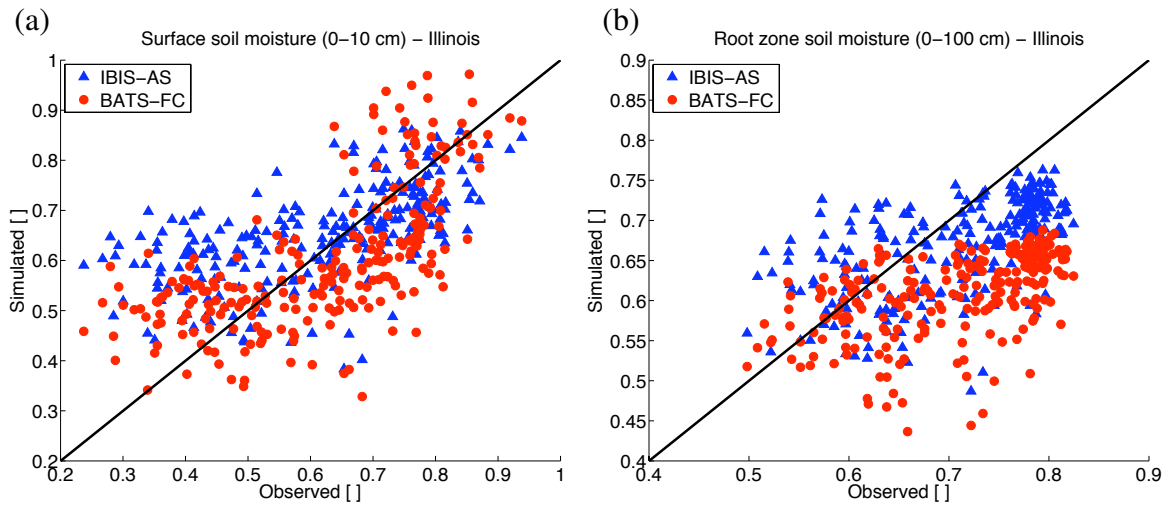 (a)
Surface soil moisture (0−10 cm) − Illinois
IBIS−AS
BATS−FC
1
0.9
0.8
0.7
0.6
0.5
0.4
0.3
0.2
Simulated [ ]
0.2 0.3 0.4 0.5 0.6 0.7 0.8 0.9 1
Observed [ ]
(b)
Root zone soil moisture (0−100 cm) − Illinois
IBIS−AS
BATS−FC
0.9
0.85
0.8
0.75
0.7
0.65
0.6
0.55
0.5
0.45
0.4
Simulated [ ]
0.4 0.5 0.6 0.7 0.8 0.9
Observed [ ]